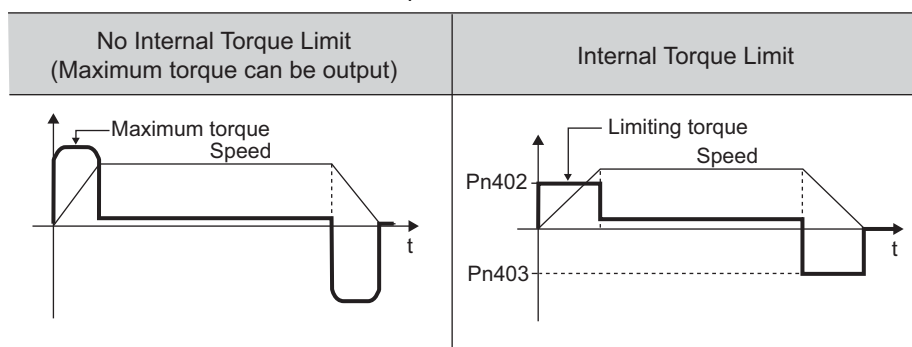 No Internal Torque Limit
(Maximum torque can be output)
Internal Torque Limit
Maximum torque
Speed
t
Limiting torque
Speed
Pn402
t
Pn403